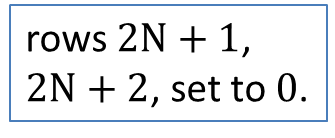 rows 2N + 1,
2N + 2, set to 0.